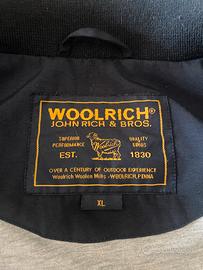 WOOLRICH®
JOHN RICH & BROS.
SUPERIOR PERFORMANCE
QUALITY GOODS
Woolrich
EST. 1830
OVER A CENTURY OF OUTDOOR EXPERIENCE
Woolrich Woolen Mills - WOOLRICH, PENNA
XL